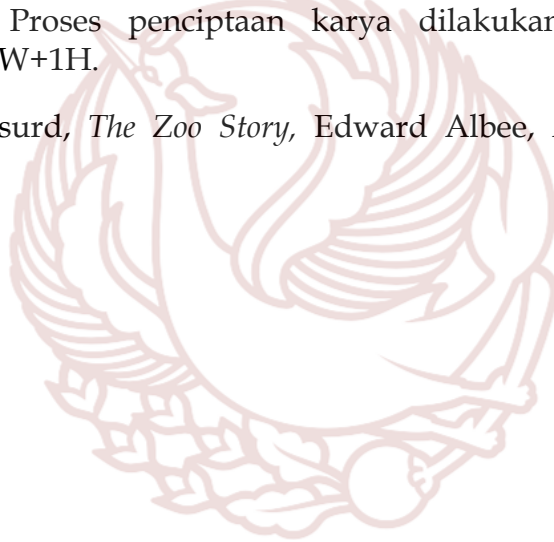 Proses penciptaan karya dilakukan
W+1H.
surd, The Zoo Story, Edward Albee,